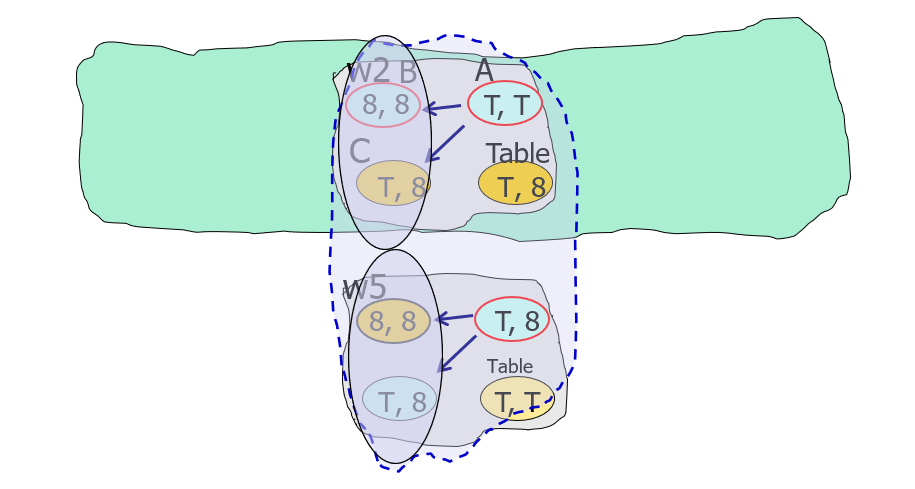 w2 B A
8, 8 T, T
C Table
T, 8 T, 8
w5
8, 8 T, 8
Table
T, 8 T, T